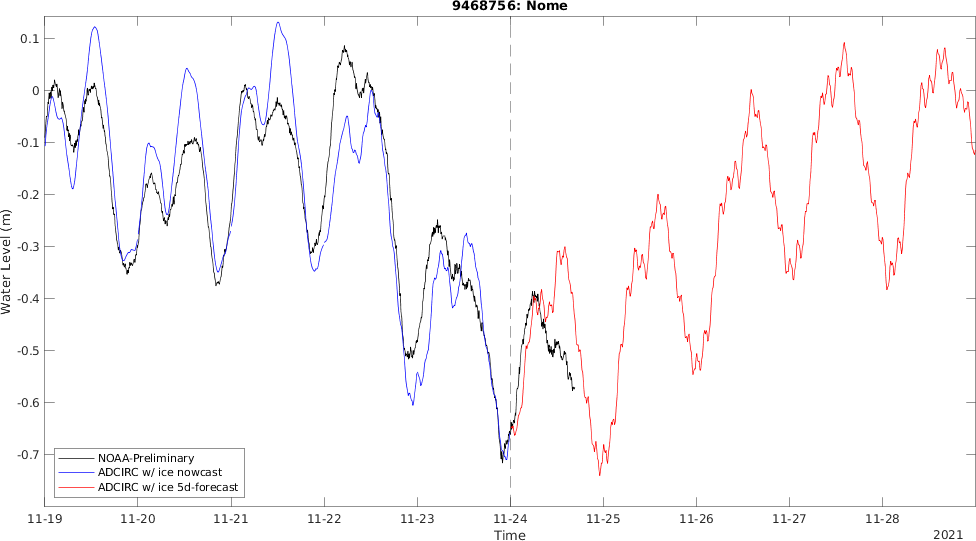 9468756: Nome
0.1
0
-0.1
-0.2
-0.3
-0.4
-0.5
-0.6
-0.7
Water Level (m)
NOAA-Preliminary
ADCIRC w/ ice nowcast
ADCIRC w/ ice 5d-forecast
11-19 11-20 11-21 11-22 11-23 11-24 11-25 11-26 11-27 11-28
Time
2021